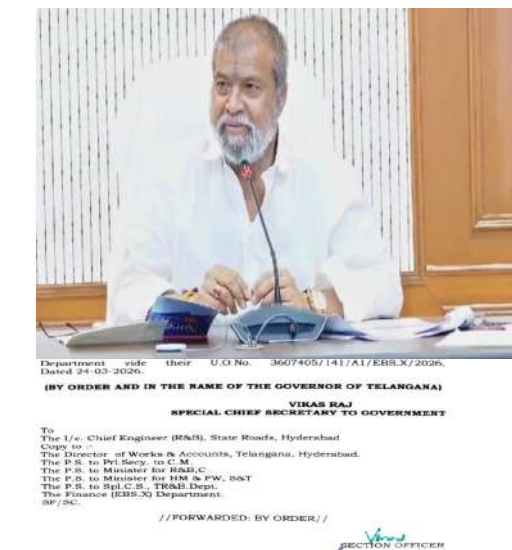 Department vide their U.O.No. 3607405/141/A1/EBS.X/2026,
Dated 24-03-2026.
(BY ORDER AND IN THE NAME OF THE GOVERNOR OF TELANGANA)
VIKAS RAJ
SPECIAL CHIEF SECRETARY TO GOVERNMENT
To
The I/c. Chief Engineer (R&B), State Roads, Hyderabad
Copy to :-
The Director of Works & Accounts, Telangana, Hyderabad.
The P.S. to Prl.Secy. to C.M.
The P.S. to Minister for R&B,C
The P.S. to Minister for HM & FW, S&T
The P.S. to Spl.C.S., TR&B.Dept.
The Finance (EBS.X) Department.
SF/SC.
//FORWARDED: BY ORDER//
SECTION OFFICER